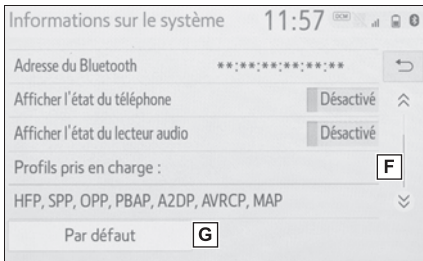 Informations sur le système 11:57 DCM
Adresse du Bluetooth **:**:**:**:**:**
Afficher l'état du téléphone Désactivé
Afficher l'état du lecteur audio Désactivé
Profils pris en charge : F
HFP, SPP, OPP, PBAP, A2DP, AVRCP, MAP
Par défaut G